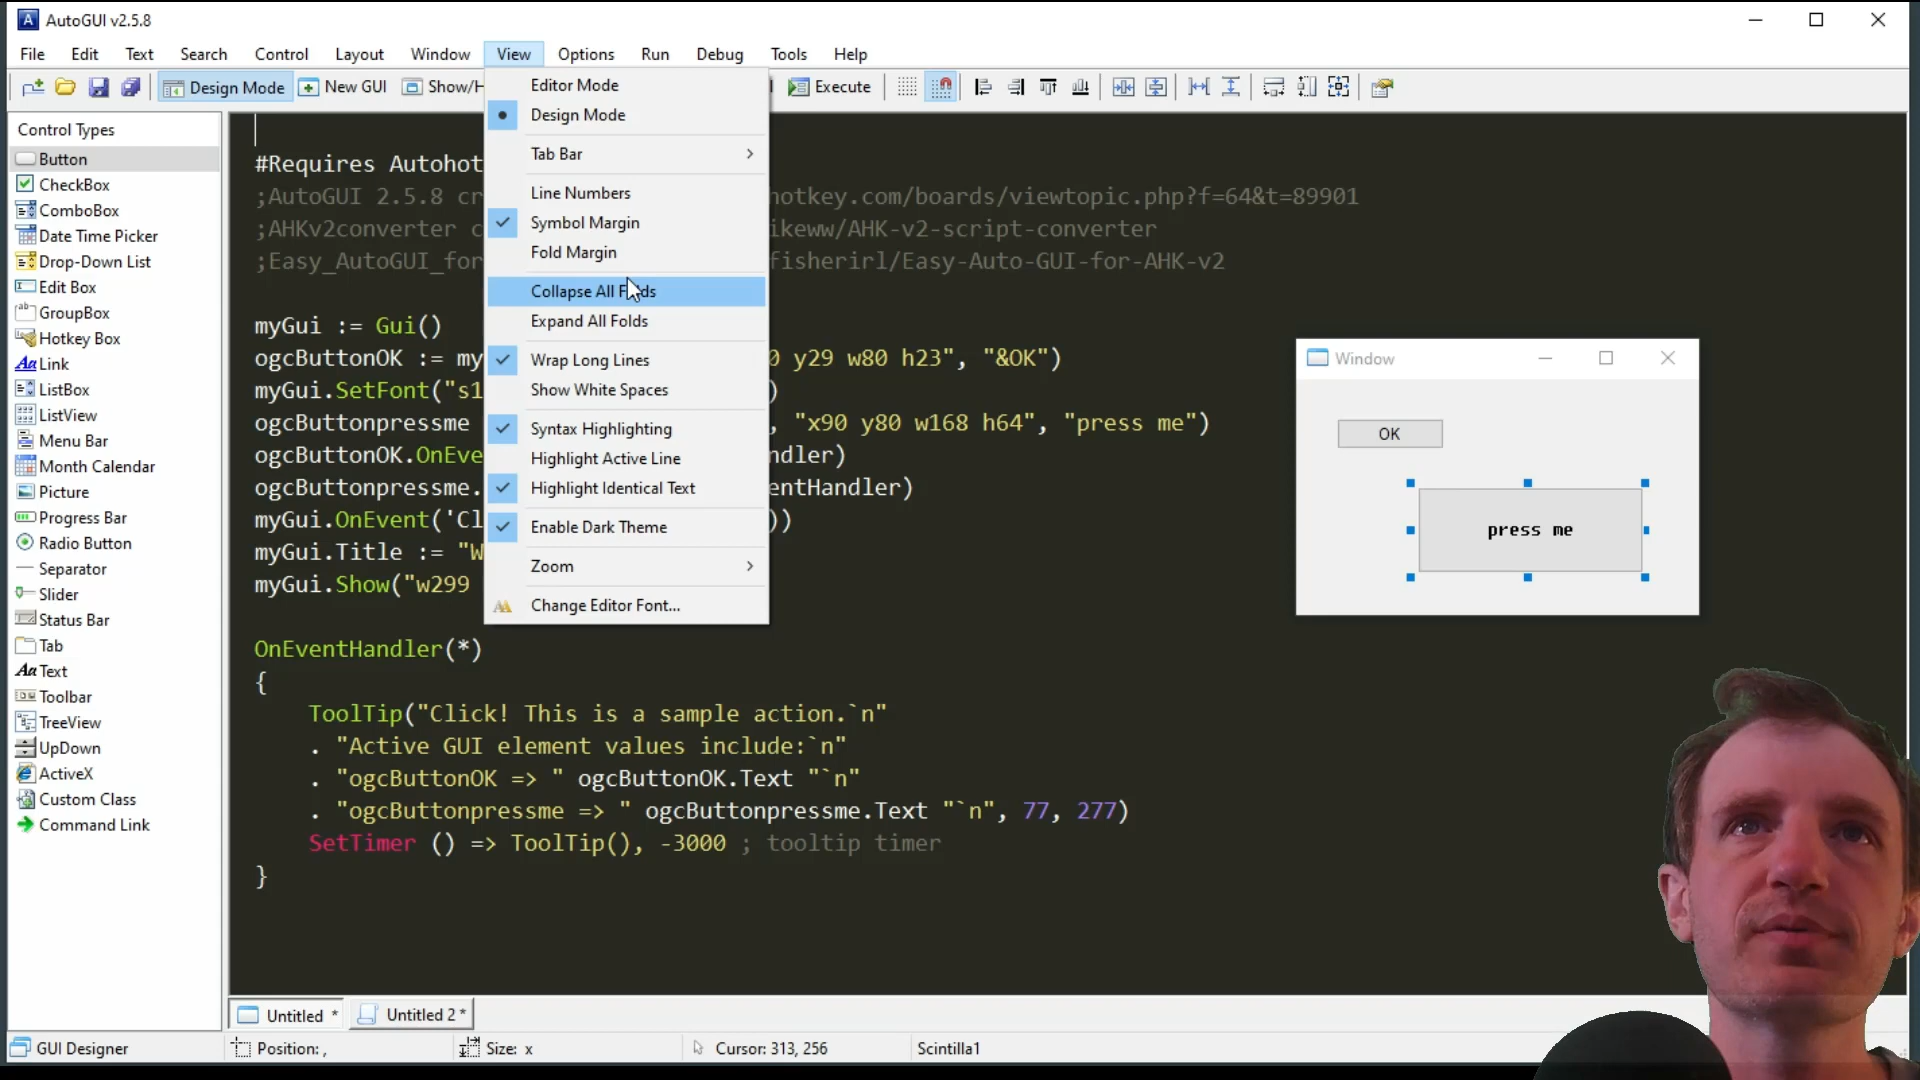 AutoGUI v2.5.8
File Edit Text Search Control Layout Window View Options Run Debug Tools Help
Design Mode New GUI Show/H Execute
Control Types
Button
CheckBox
ComboBox
Date Time Picker
Drop-Down List
Edit Box
GroupBox
Hotkey Box
Link
ListBox
ListView
Menu Bar
Month Calendar
Picture
Progress Bar
Radio Button
Separator
Slider
Status Bar
Tab
Text
Toolbar
TreeView
UpDown
ActiveX
Custom Class
Command Link
Editor Mode
Design Mode
Tab Bar
Line Numbers
Symbol Margin
Fold Margin
Collapse All Folds
Expand All Folds
Wrap Long Lines
Show White Spaces
Syntax Highlighting
Highlight Active Line
Highlight Identical Text
Enable Dark Theme
Zoom
Change Editor Font...
#Requires Autohot
;AutoGUI 2.5.8 cr hotkey.com/boards/viewtopic.php?f=64&t=89901
;AHKv2converter c ikeww/AHK-v2-script-converter
;Easy_AutoGUI_for fisherirl/Easy-Auto-GUI-for-AHK-v2
myGui := Gui()
ogcButtonOK := my 0 y29 w80 h23", "&OK")
myGui.SetFont("s1 )
ogcButtonpressme , "x90 y80 w168 h64", "press me")
ogcButtonOK.OnEve ndler)
ogcButtonpressme. entHandler)
myGui.OnEvent('Cl ))
myGui.Title := "W
myGui.Show("w299
OnEventHandler(*)
{
ToolTip("Click! This is a sample action.`n"
. "Active GUI element values include:`n"
. "ogcButtonOK => " ogcButtonOK.Text "`n"
. "ogcButtonpressme => " ogcButtonpressme.Text "`n", 77, 277)
SetTimer () => ToolTip(), -3000 ; tooltip timer
}
Window
OK
press me
Untitled * Untitled 2 *
GUI Designer Position: , Size: x Cursor: 313, 256 Scintilla1